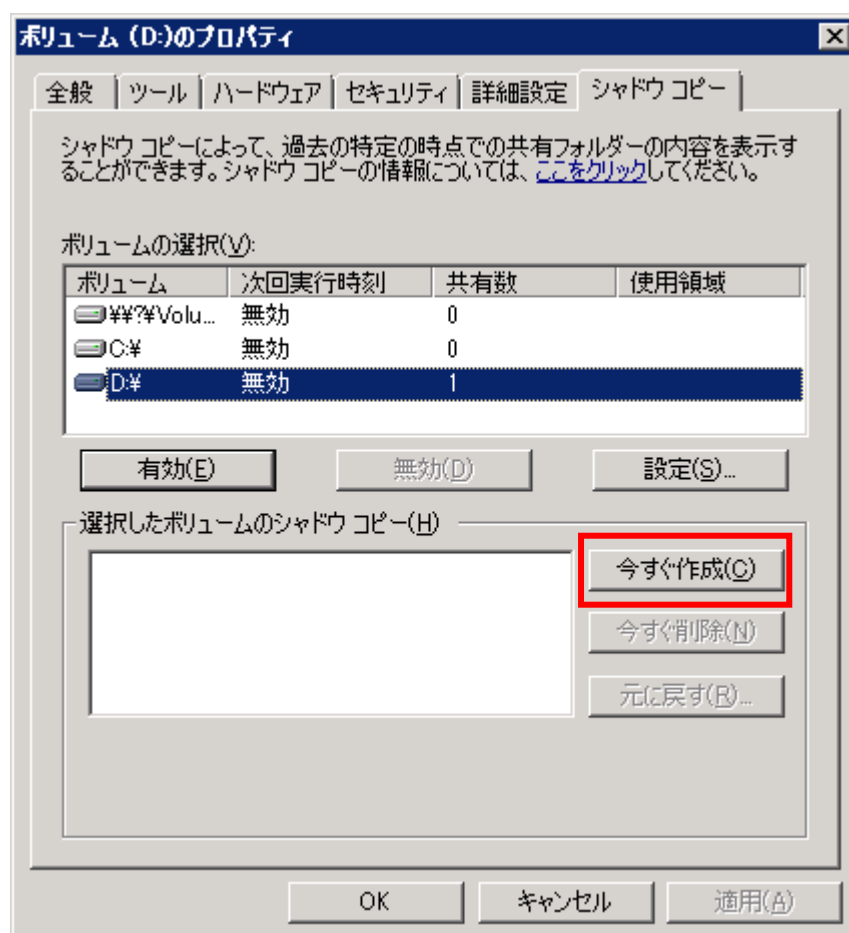 ボリューム (D:)のプロパティ
全般 ツール ハードウェア セキュリティ 詳細設定 シャドウ コピー
シャドウ コピーによって、過去の特定の時点での共有フォルダーの内容を表示す
ることができます。シャドウ コピーの情報については、ここをクリックしてください。
ボリュームの選択(V):
ボリューム 次回実行時刻 共有数 使用領域
¥¥?¥Volu... 無効 0
C:¥ 無効 0
D:¥ 無効 1
有効(E) 無効(D) 設定(S)...
選択したボリュームのシャドウ コピー(H)
今すぐ作成(C)
今すぐ削除(N)
元に戻す(R)...
OK キャンセル 適用(A)